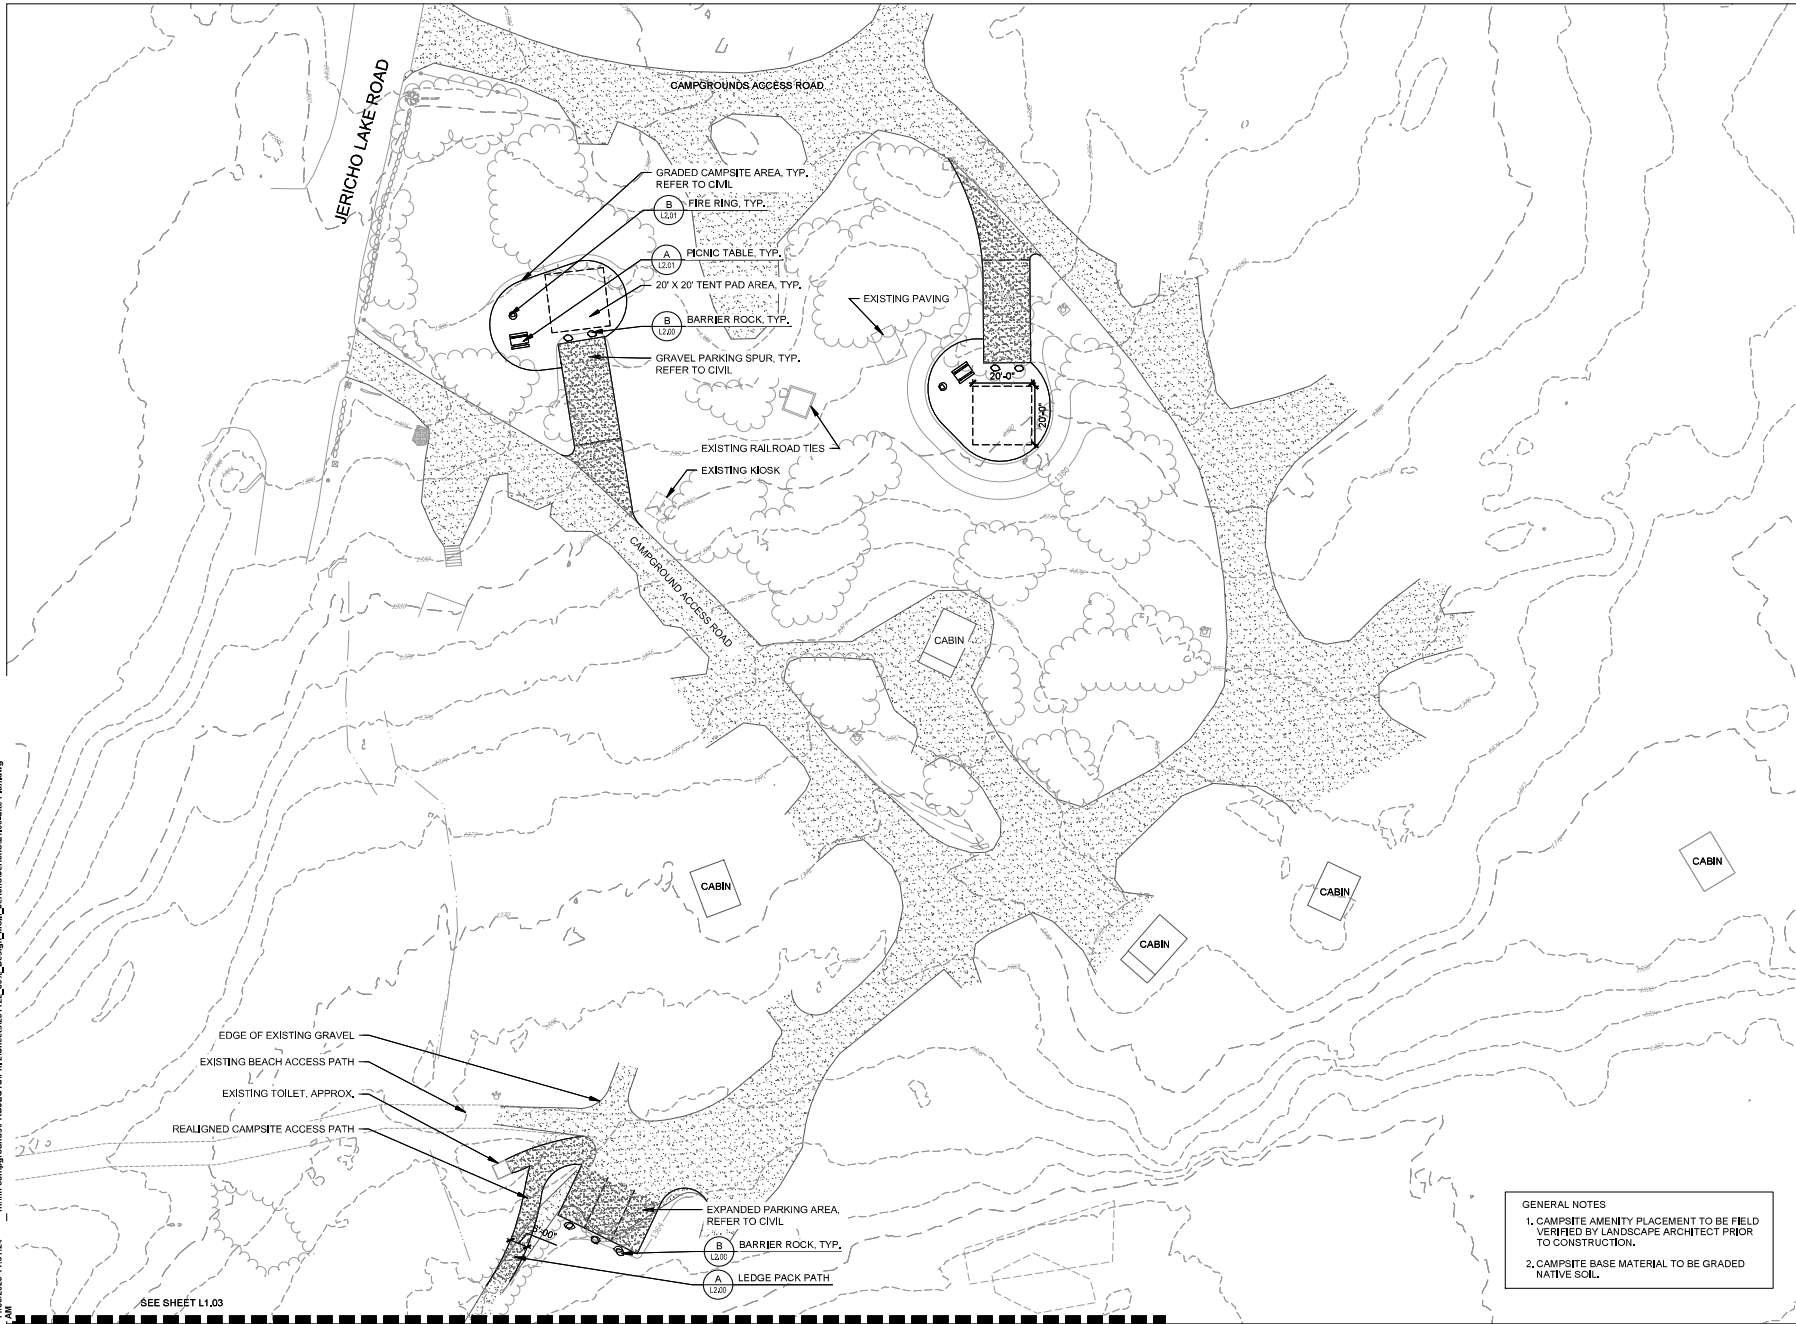 CAMPGROUNDS ACCESS ROAD
JERICHO LAKE ROAD
GRADED CAMPSITE AREA, TYP.
REFER TO CIVIL
B
L2.01
FIRE RING, TYP.
A
L2.01
PICNIC TABLE, TYP.
20' X 20' TENT PAD AREA, TYP.
B
L2.00
BARRIER ROCK, TYP.
GRAVEL PARKING SPUR, TYP.
REFER TO CIVIL
EXISTING PAVING
20'-0"
20'-0"
EXISTING RAILROAD TIES
EXISTING KIOSK
1380
CAMPGROUND ACCESS ROAD
CABIN
CABIN
CABIN
CABIN
CABIN
EDGE OF EXISTING GRAVEL
EXISTING BEACH ACCESS PATH
EXISTING TOILET, APPROX.
REALIGNED CAMPSITE ACCESS PATH
EXPANDED PARKING AREA,
REFER TO CIVIL
B
L2.00
BARRIER ROCK, TYP.
A
L2.00
LEDGE PACK PATH
SEE SHEET L1.03
GENERAL NOTES
1. CAMPSITE AMENITY PLACEMENT TO BE FIELD
VERIFIED BY LANDSCAPE ARCHITECT PRIOR
TO CONSTRUCTION.
2. CAMPSITE BASE MATERIAL TO BE GRADED
NATIVE SOIL.
AM